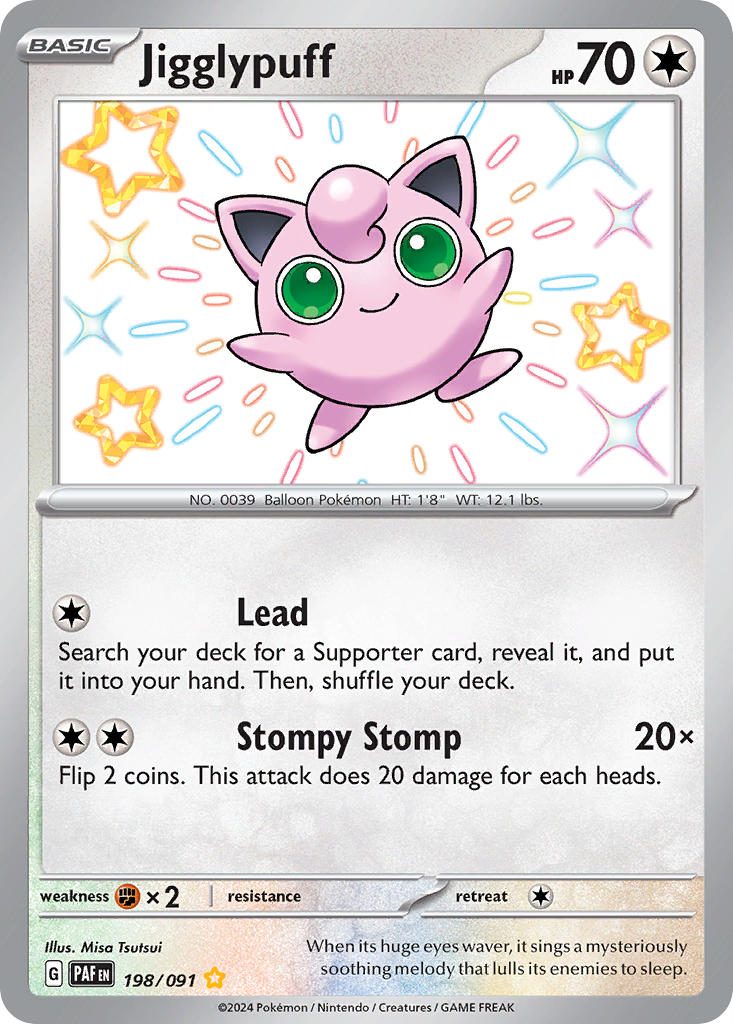 BASIC
Jigglypuff
HP 70
NO. 0039 Balloon Pokémon HT: 1'8" WT: 12.1 lbs.
Lead
Search your deck for a Supporter card, reveal it, and put
it into your hand. Then, shuffle your deck.
Stompy Stomp 20×
Flip 2 coins. This attack does 20 damage for each heads.
weakness ×2 resistance retreat
Illus. Misa Tsutsui
When its huge eyes waver, it sings a mysteriously
soothing melody that lulls its enemies to sleep.
G PAF EN 198/091
©2024 Pokémon / Nintendo / Creatures / GAME FREAK